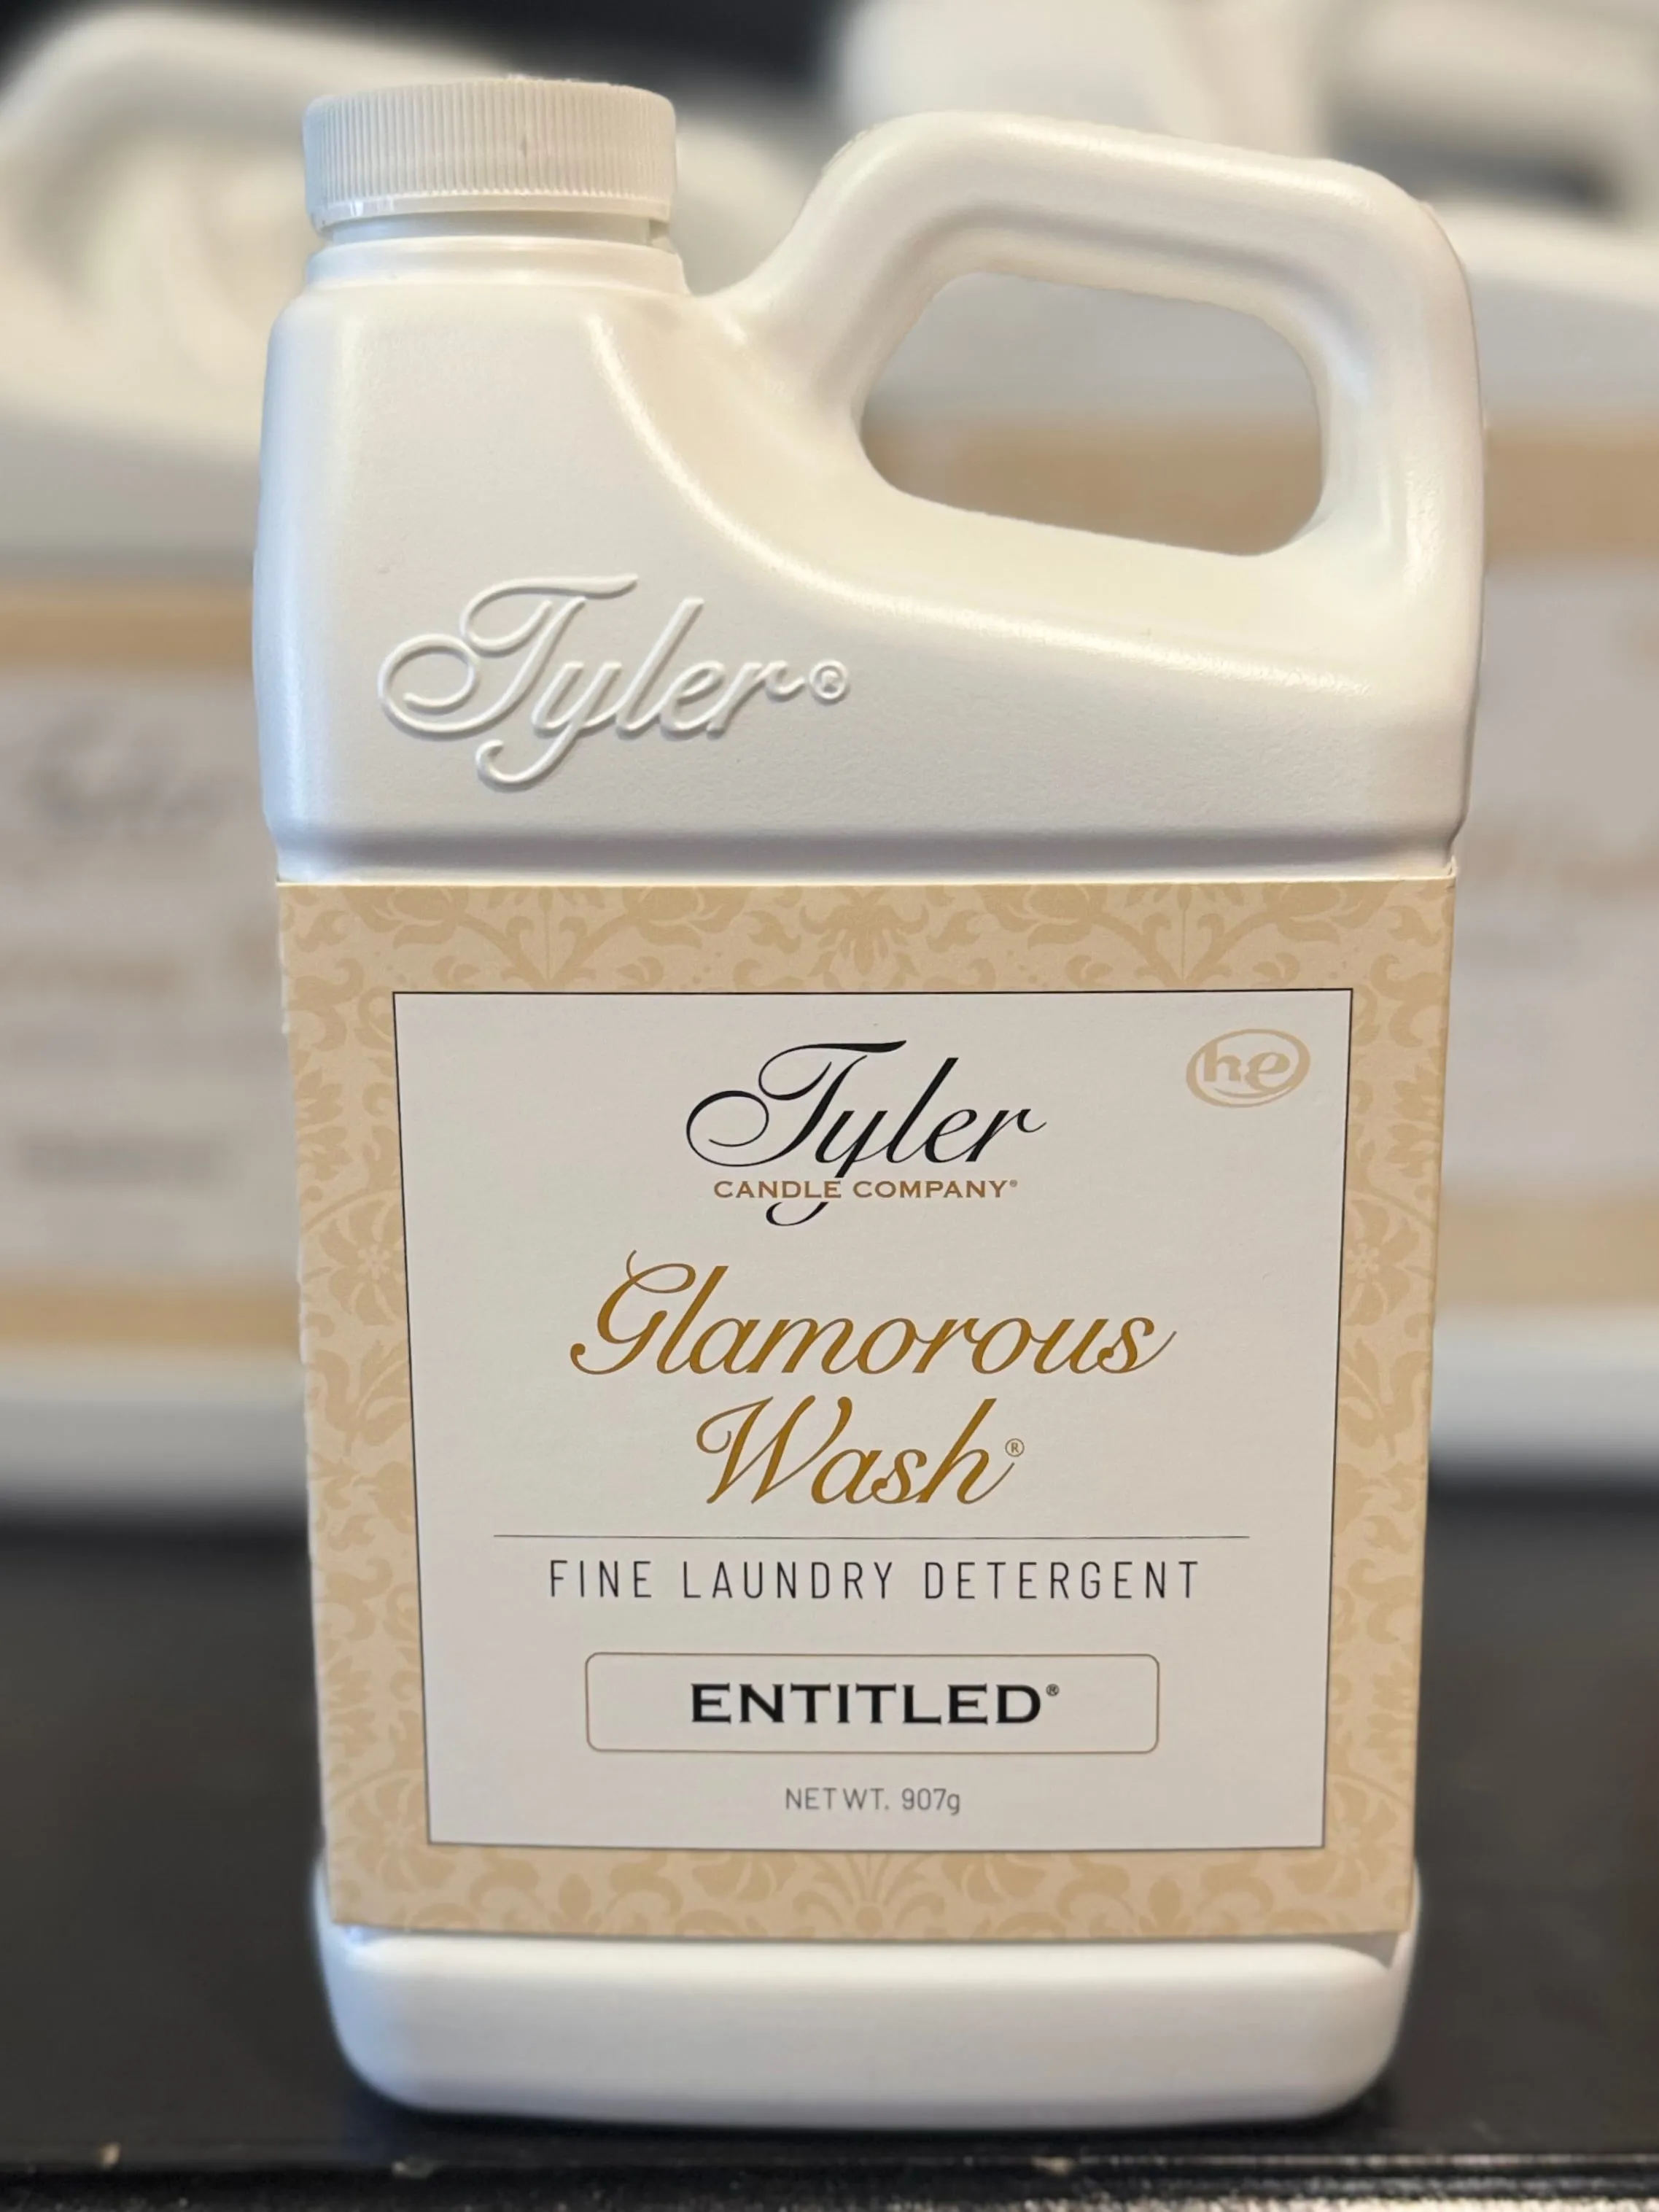 Tyler®
he
Tyler
CANDLE COMPANY®
Glamorous
Wash®
FINE LAUNDRY DETERGENT
ENTITLED®
NET WT. 907g